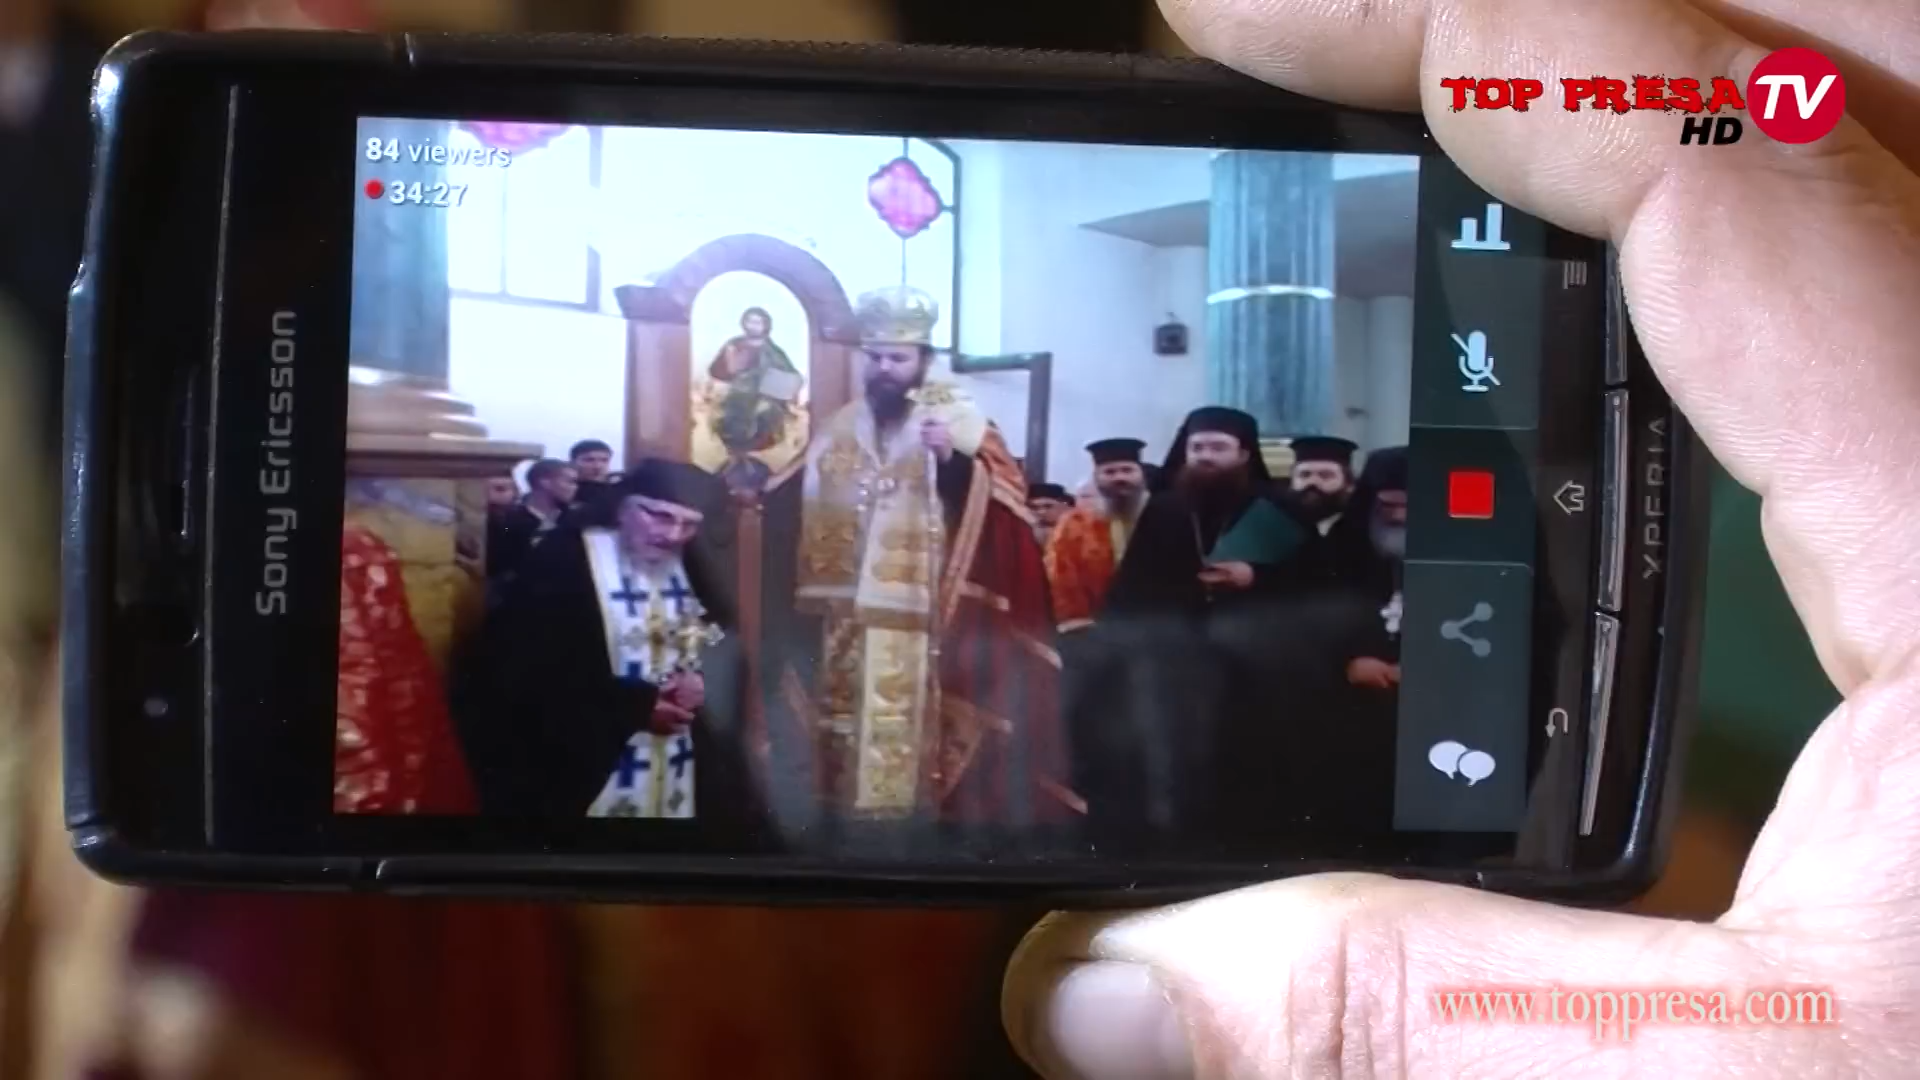 TOP PRESA TV
HD
84 viewers
34:27
Sony Ericsson
XPERIA
www.toppresa.com